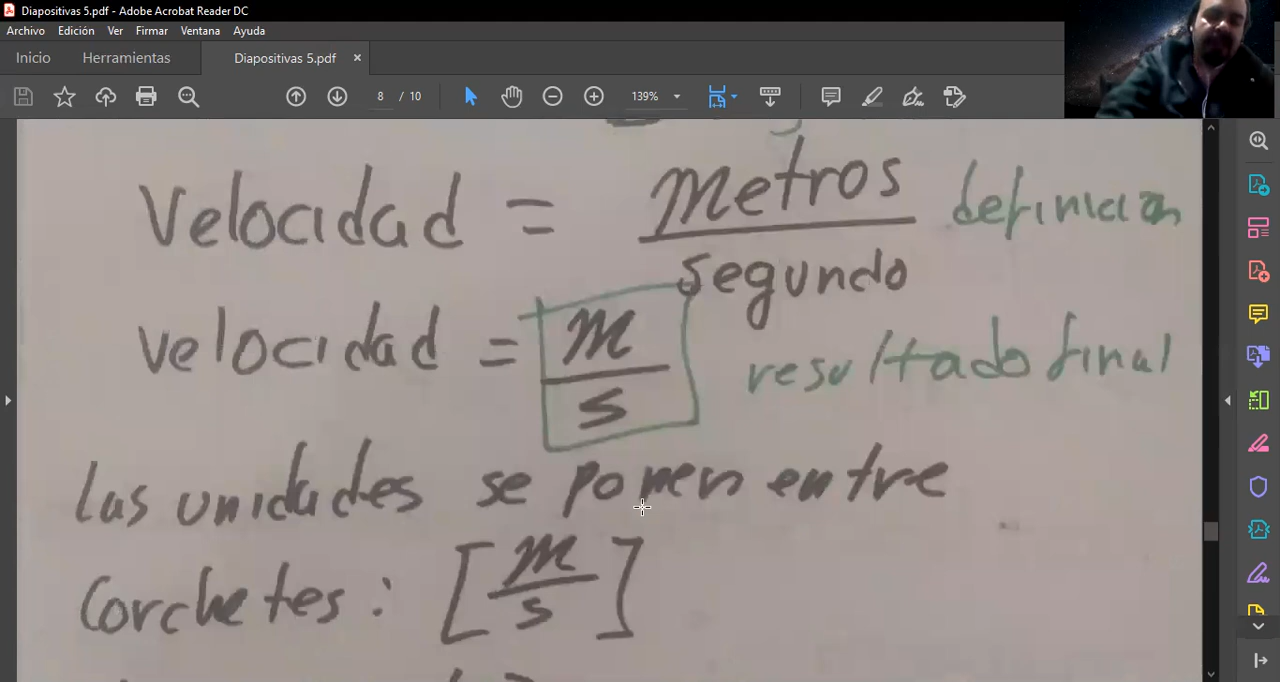 Diapositivas 5.pdf - Adobe Acrobat Reader DC
Archivo Edición Ver Firmar Ventana Ayuda
Inicio Herramientas Diapositivas 5.pdf ×
8 / 10 139%
Velocidad = metros definicion
segundo
velocidad = m resultado final
s
las unidades se ponen entre
Corchetes: [m
s]